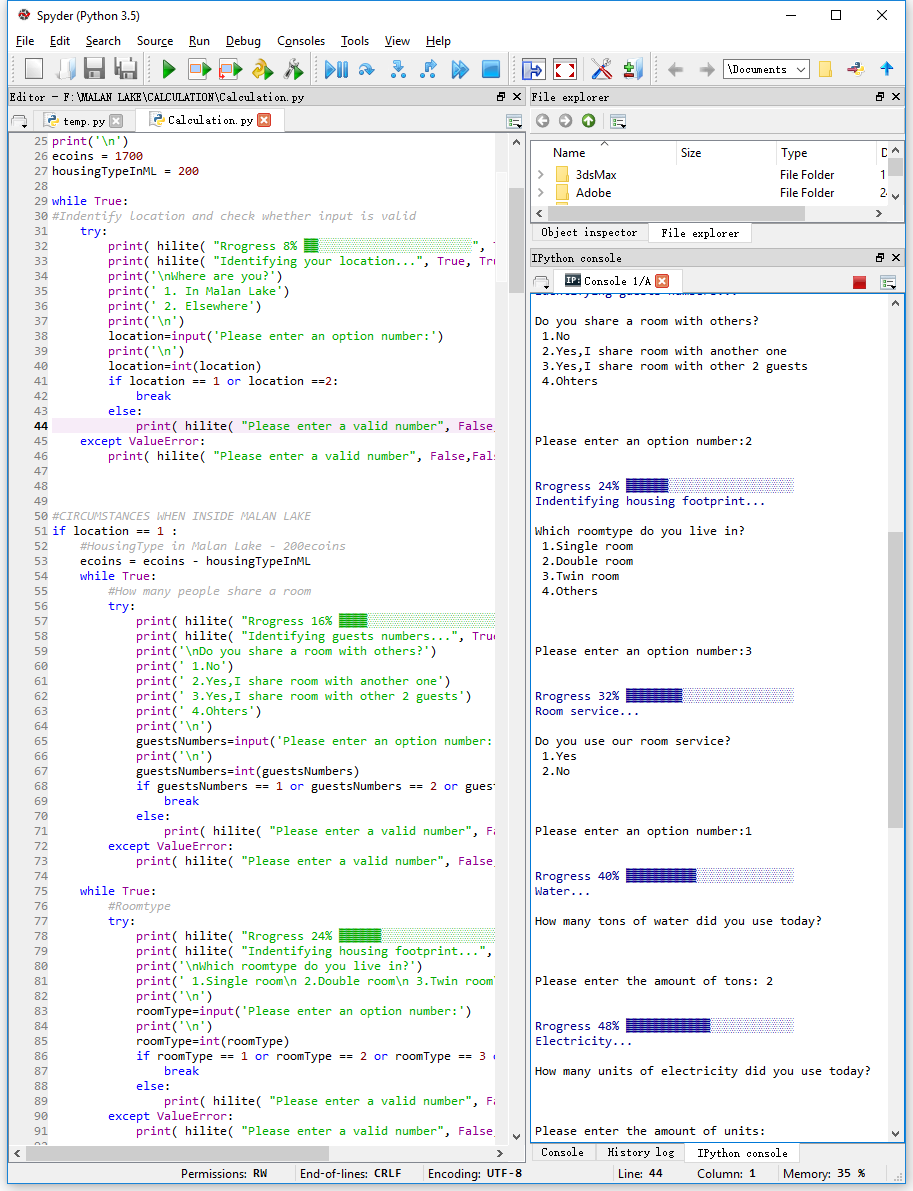 Spyder (Python 3.5)
File Edit Search Source Run Debug Consoles Tools View Help
\Documents
Editor - F:\MALAN LAKE\CALCULATION\Calculation.py
temp.py Calculation.py
25 print('\n')
26 ecoins = 1700
27 housingTypeInML = 200
28
29 while True:
30 #Indentify location and check whether input is valid
31 try:
32 print( hilite( "Rrogress 8% ▓▓░░░░░░░░░░░░░░░░░░░░░░",
33 print( hilite( "Identifying your location...", True, Tru
34 print('\nWhere are you?')
35 print(' 1. In Malan Lake')
36 print(' 2. Elsewhere')
37 print('\n')
38 location=input('Please enter an option number:')
39 print('\n')
40 location=int(location)
41 if location == 1 or location ==2:
42 break
43 else:
44 print( hilite( "Please enter a valid number", False,
45 except ValueError:
46 print( hilite( "Please enter a valid number", False,Fals
47
48
49
50 #CIRCUMSTANCES WHEN INSIDE MALAN LAKE
51 if location == 1 :
52 #HousingType in Malan Lake - 200ecoins
53 ecoins = ecoins - housingTypeInML
54 while True:
55 #How many people share a room
56 try:
57 print( hilite( "Rrogress 16% ▓▓▓▓░░░░░░░░░░░░░░░░░░
58 print( hilite( "Identifying guests numbers...", True
59 print('\nDo you share a room with others?')
60 print(' 1.No')
61 print(' 2.Yes,I share room with another one')
62 print(' 3.Yes,I share room with other 2 guests')
63 print(' 4.Ohters')
64 print('\n')
65 guestsNumbers=input('Please enter an option number:
66 print('\n')
67 guestsNumbers=int(guestsNumbers)
68 if guestsNumbers == 1 or guestsNumbers == 2 or guest
69 break
70 else:
71 print( hilite( "Please enter a valid number", Fa
72 except ValueError:
73 print( hilite( "Please enter a valid number", False,
74
75 while True:
76 #Roomtype
77 try:
78 print( hilite( "Rrogress 24% ▓▓▓▓▓▓░░░░░░░░░░░░░░░░
79 print( hilite( "Indentifying housing footprint...",
80 print('\nWhich roomtype do you live in?')
81 print(' 1.Single room\n 2.Double room\n 3.Twin room\
82 print('\n')
83 roomType=input('Please enter an option number:')
84 print('\n')
85 roomType=int(roomType)
86 if roomType == 1 or roomType == 2 or roomType == 3 o
87 break
88 else:
89 print( hilite( "Please enter a valid number", Fa
90 except ValueError:
91 print( hilite( "Please enter a valid number", False,
File explorer
Name Size Type D
3dsMax File Folder 1
Adobe File Folder 2
Object inspector File explorer
IPython console
IP: Console 1/A
Identifying guests numbers...
Do you share a room with others?
1.No
2.Yes,I share room with another one
3.Yes,I share room with other 2 guests
4.Ohters
Please enter an option number:2
Rrogress 24% ▓▓▓▓▓▓░░░░░░░░░░░░░░░░░░
Indentifying housing footprint...
Which roomtype do you live in?
1.Single room
2.Double room
3.Twin room
4.Others
Please enter an option number:3
Rrogress 32% ▓▓▓▓▓▓▓▓░░░░░░░░░░░░░░░░
Room service...
Do you use our room service?
1.Yes
2.No
Please enter an option number:1
Rrogress 40% ▓▓▓▓▓▓▓▓▓▓░░░░░░░░░░░░░░
Water...
How many tons of water did you use today?
Please enter the amount of tons: 2
Rrogress 48% ▓▓▓▓▓▓▓▓▓▓▓▓░░░░░░░░░░░░
Electricity...
How many units of electricity did you use today?
Please enter the amount of units:
Console History log IPython console
Permissions: RW End-of-lines: CRLF Encoding: UTF-8 Line: 44 Column: 1 Memory: 35 %